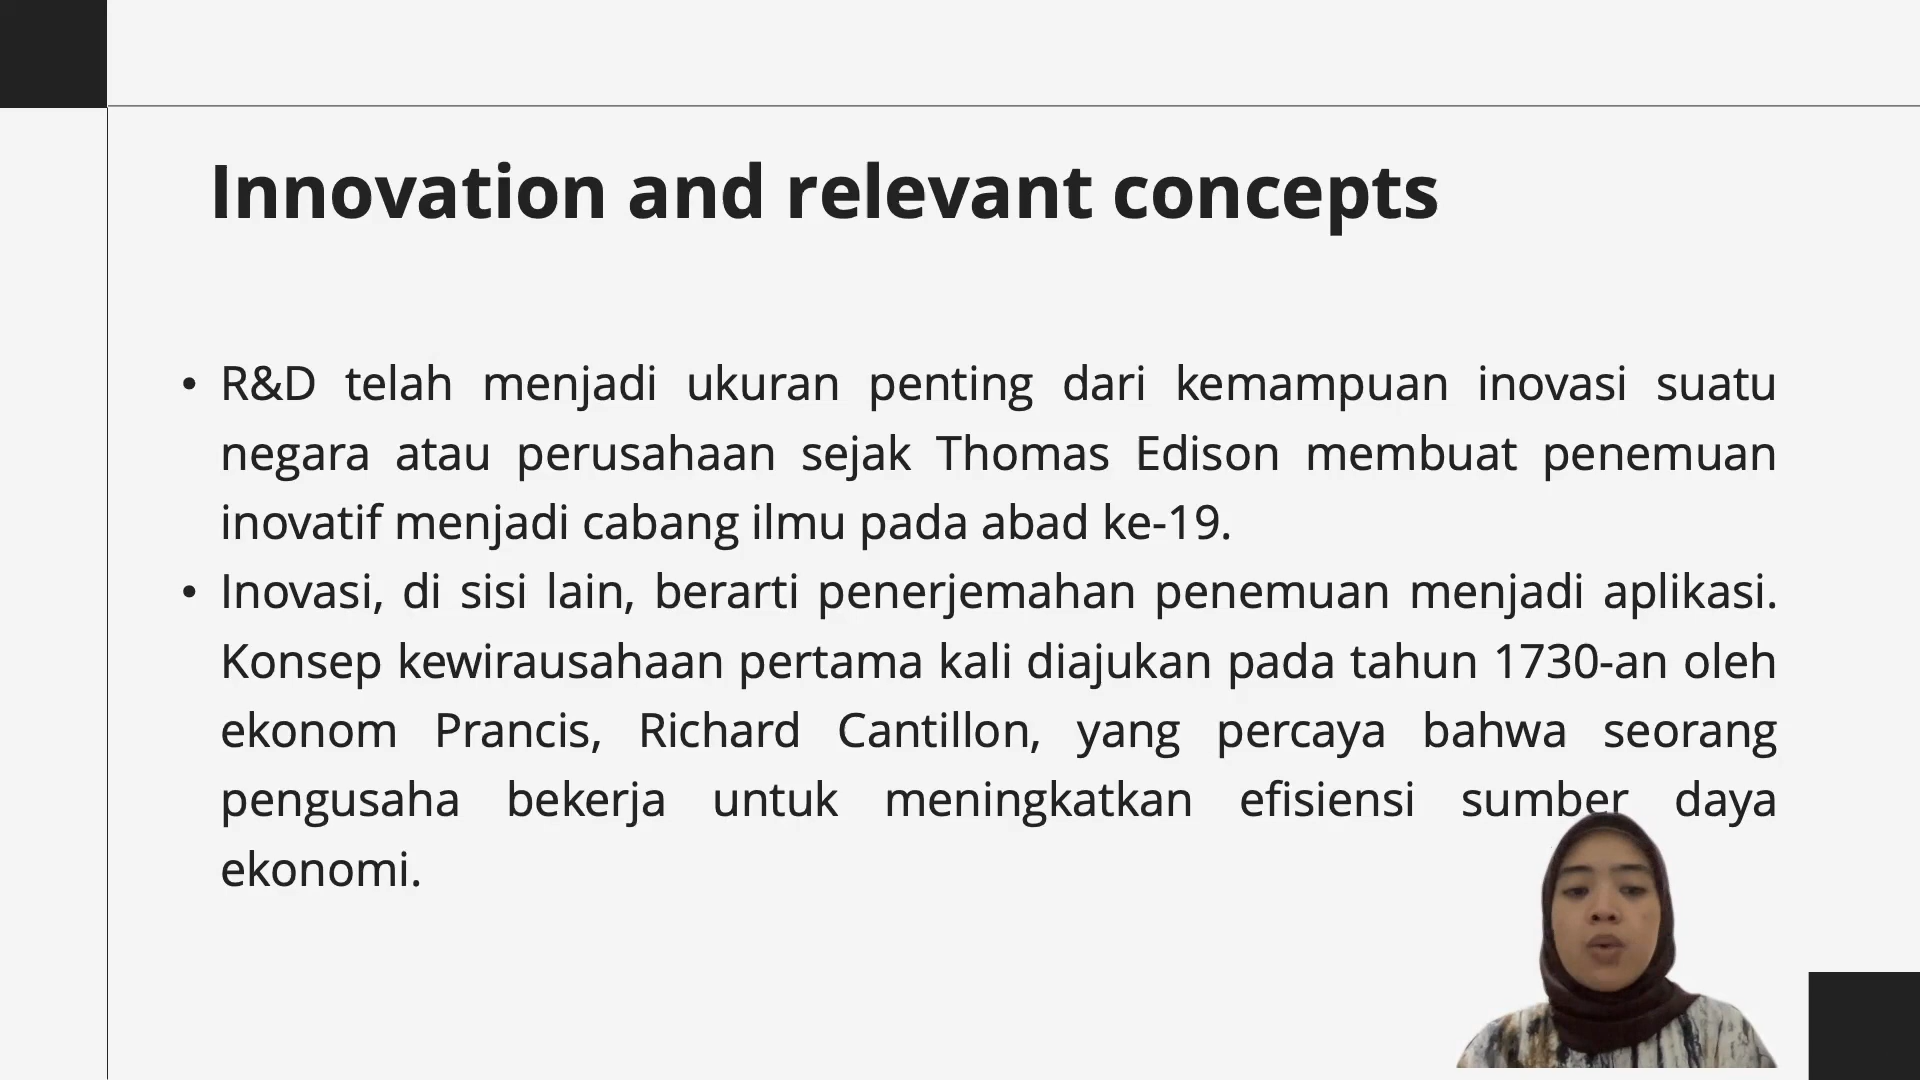 Innovation and relevant concepts
• R&D telah menjadi ukuran penting dari kemampuan inovasi suatu
negara atau perusahaan sejak Thomas Edison membuat penemuan
inovatif menjadi cabang ilmu pada abad ke-19.
• Inovasi, di sisi lain, berarti penerjemahan penemuan menjadi aplikasi.
Konsep kewirausahaan pertama kali diajukan pada tahun 1730-an oleh
ekonom Prancis, Richard Cantillon, yang percaya bahwa seorang
pengusaha bekerja untuk meningkatkan efisiensi sumber daya
ekonomi.